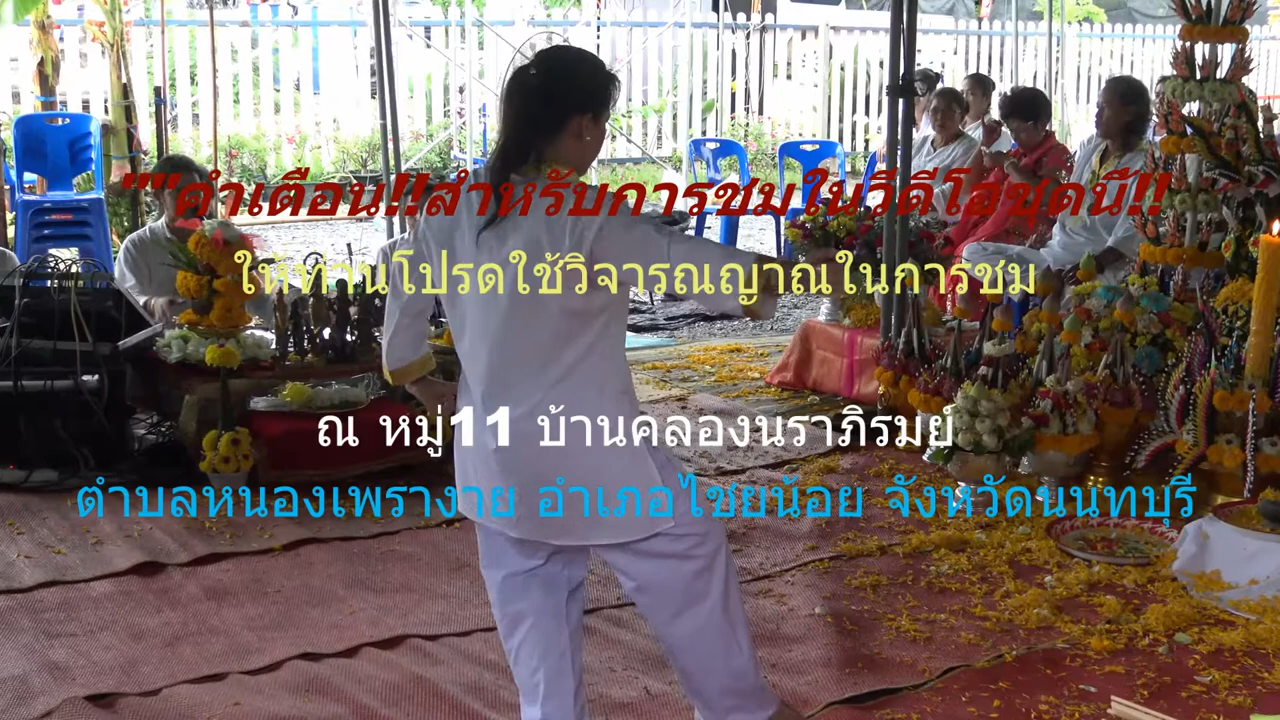 ""คำเตือน!!สำหรับการชมในวีดีโอชุดนี้!!
ให้ท่านโปรดใช้วิจารณญาณในการชม
ณ หมู่11 บ้านคลองนราภิรมย์
ตำบลหนองเพรางาย อำเภอไชยน้อย จังหวัดนนทบุรี